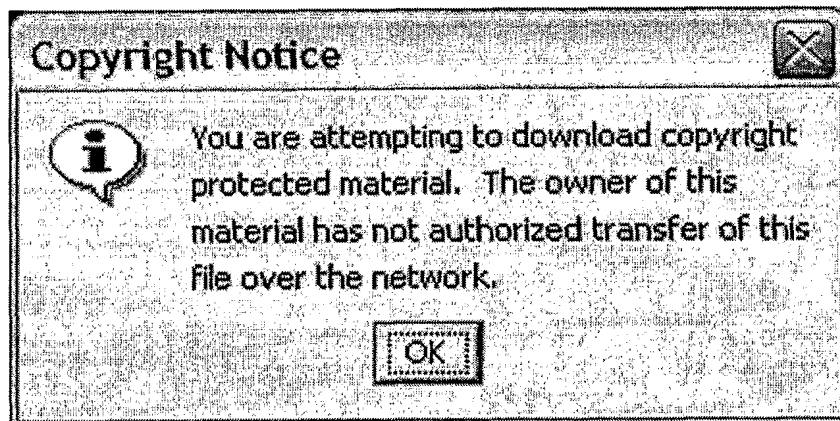 Copyright Notice
You are attempting to download copyright
protected material.  The owner of this
material has not authorized transfer of this
file over the network.
OK